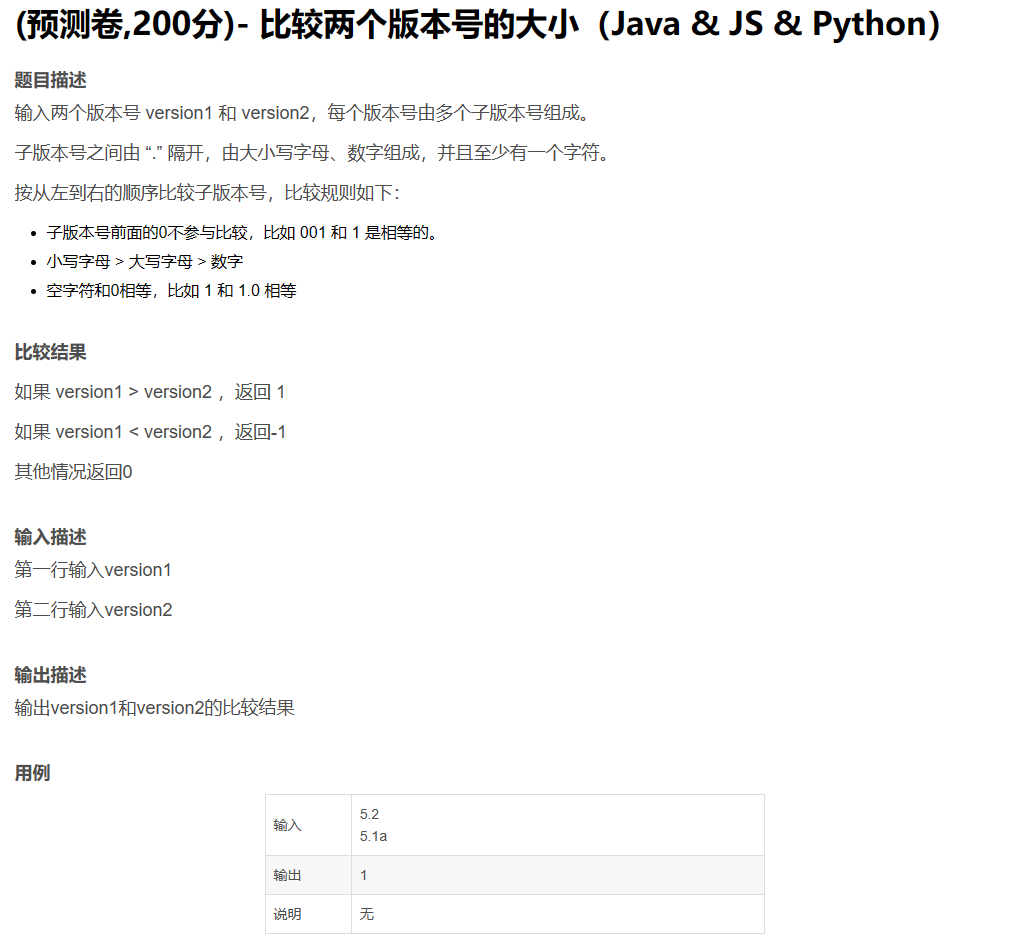 (预测卷,200分)- 比较两个版本号的大小（Java & JS & Python）
题目描述
输入两个版本号 version1 和 version2，每个版本号由多个子版本号组成。
子版本号之间由 “.” 隔开，由大小写字母、数字组成，并且至少有一个字符。
按从左到右的顺序比较子版本号，比较规则如下：
• 子版本号前面的0不参与比较，比如 001 和 1 是相等的。
• 小写字母 > 大写字母 > 数字
• 空字符和0相等，比如 1 和 1.0 相等
比较结果
如果 version1 > version2 ，返回 1
如果 version1 < version2 ，返回-1
其他情况返回0
输入描述
第一行输入version1
第二行输入version2
输出描述
输出version1和version2的比较结果
用例
输入
5.2
5.1a
输出 1
说明 无